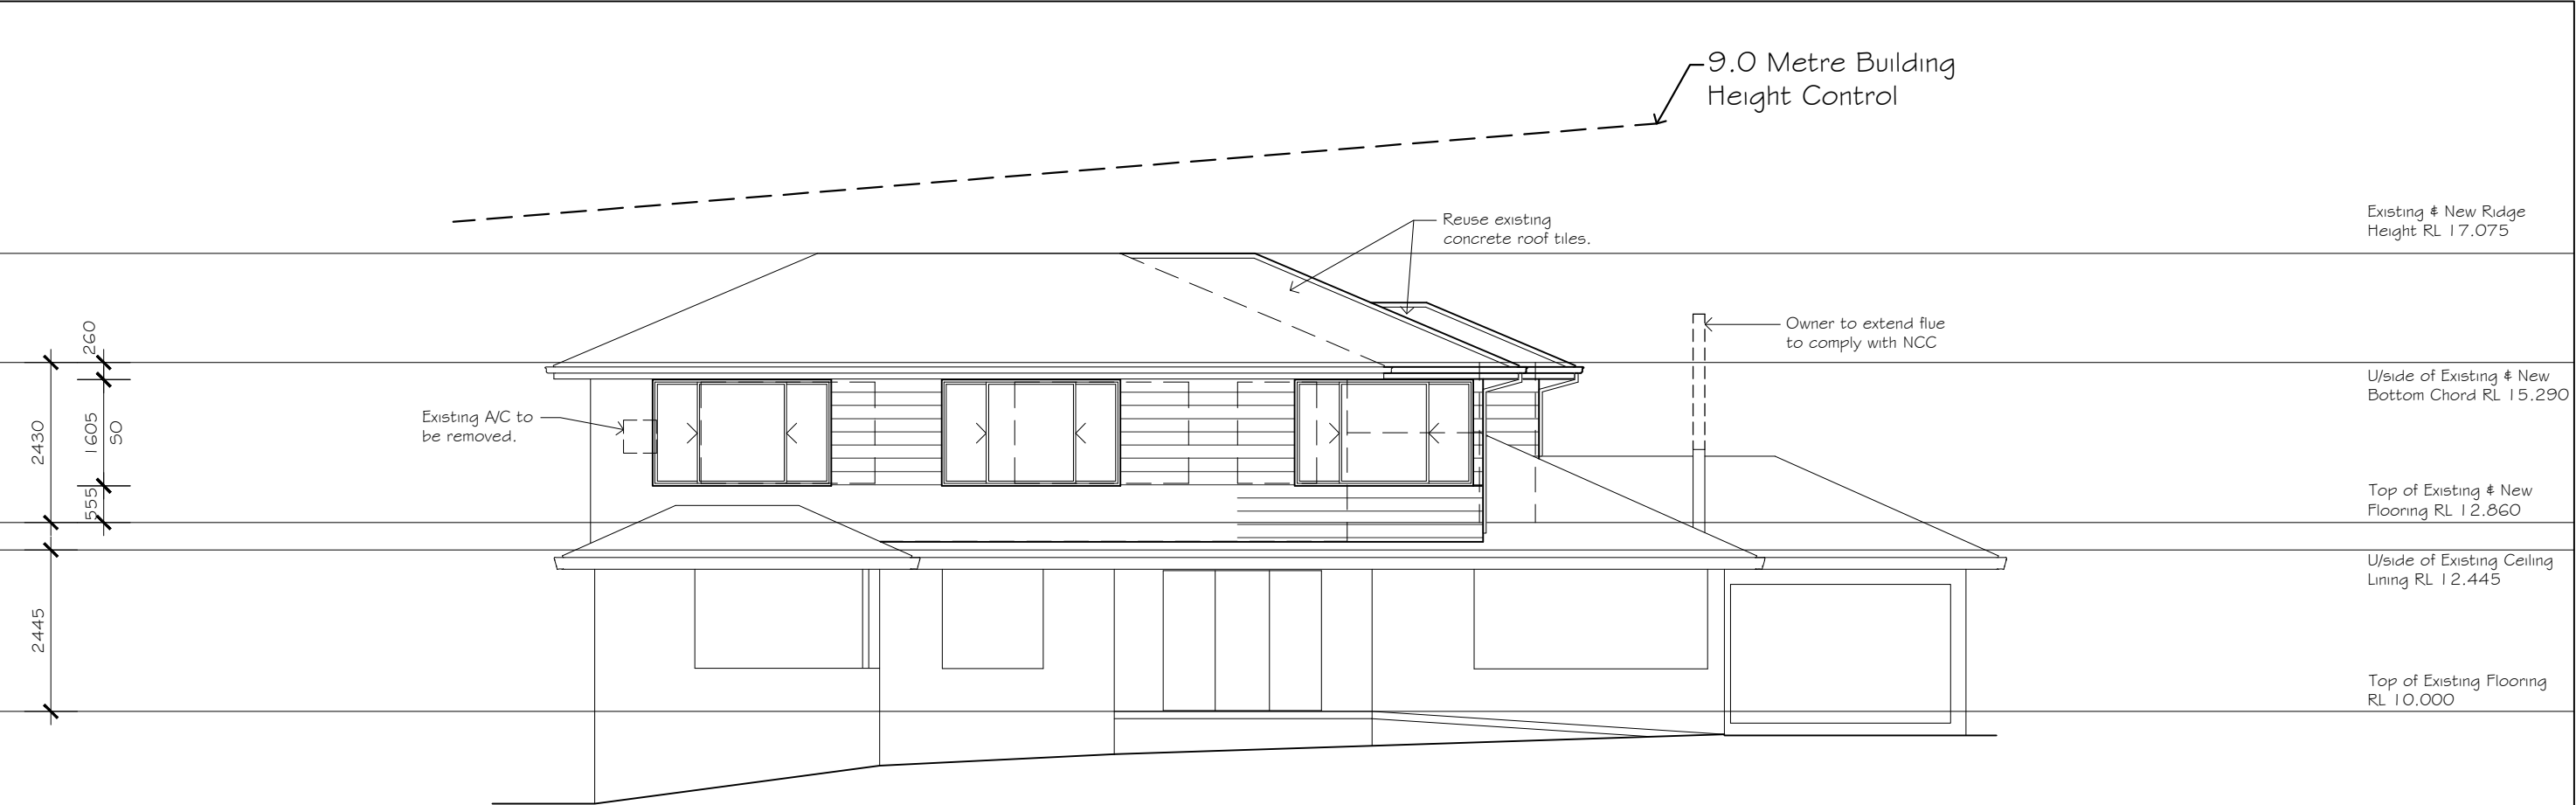 9.0 Metre Building
Height Control
Existing & New Ridge
Height RL 17.075
Reuse existing
concrete roof tiles.
Owner to extend flue
to comply with NCC
260
U/side of Existing & New
Bottom Chord RL 15.290
Existing A/C to
be removed.
2430
1605
SO
555
Top of Existing & New
Flooring RL 12.860
U/side of Existing Ceiling
Lining RL 12.445
2445
Top of Existing Flooring
RL 10.000